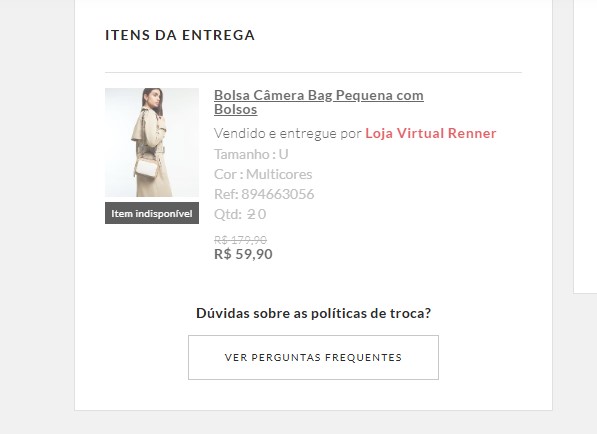 ITENS DA ENTREGA
Bolsa Câmera Bag Pequena com
Bolsos
Vendido e entregue por Loja Virtual Renner
Tamanho : U
Cor : Multicores
Ref: 894663056
Qtd: 2 0
Item indisponível
R$ 179,90
R$ 59,90
Dúvidas sobre as políticas de troca?
VER PERGUNTAS FREQUENTES